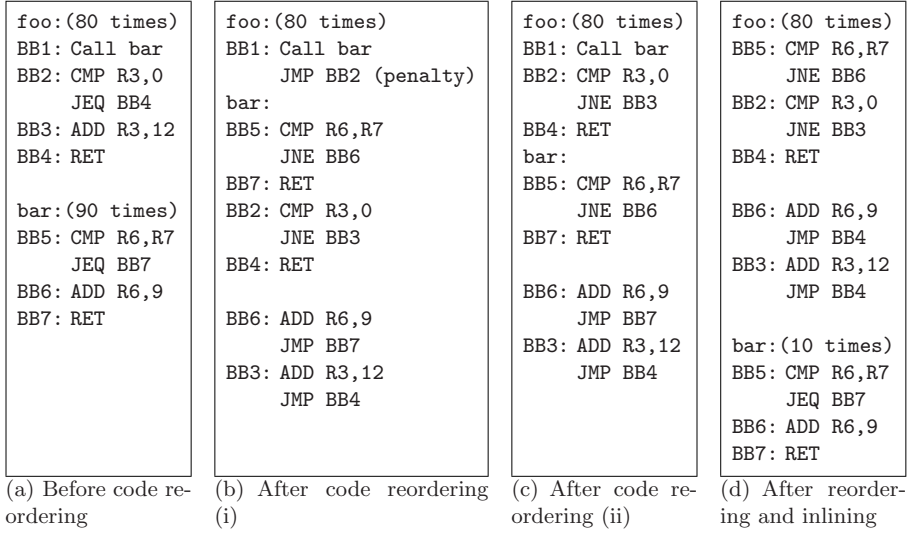 foo:(80 times)
BB1: Call bar
BB2: CMP R3,0
JEQ BB4
BB3: ADD R3,12
BB4: RET
bar:(90 times)
BB5: CMP R6,R7
JEQ BB7
BB6: ADD R6,9
BB7: RET
(a) Before code re-
ordering
foo:(80 times)
BB1: Call bar
JMP BB2 (penalty)
bar:
BB5: CMP R6,R7
JNE BB6
BB7: RET
BB2: CMP R3,0
JNE BB3
BB4: RET
BB6: ADD R6,9
JMP BB7
BB3: ADD R3,12
JMP BB4
(b) After code reordering
(i)
foo:(80 times)
BB1: Call bar
BB2: CMP R3,0
JNE BB3
BB4: RET
bar:
BB5: CMP R6,R7
JNE BB6
BB7: RET
BB6: ADD R6,9
JMP BB7
BB3: ADD R3,12
JMP BB4
(c) After code re-
ordering (ii)
foo:(80 times)
BB5: CMP R6,R7
JNE BB6
BB2: CMP R3,0
JNE BB3
BB4: RET
BB6: ADD R6,9
JMP BB4
BB3: ADD R3,12
JMP BB4
bar:(10 times)
BB5: CMP R6,R7
JEQ BB7
BB6: ADD R6,9
BB7: RET
(d) After reorder-
ing and inlining